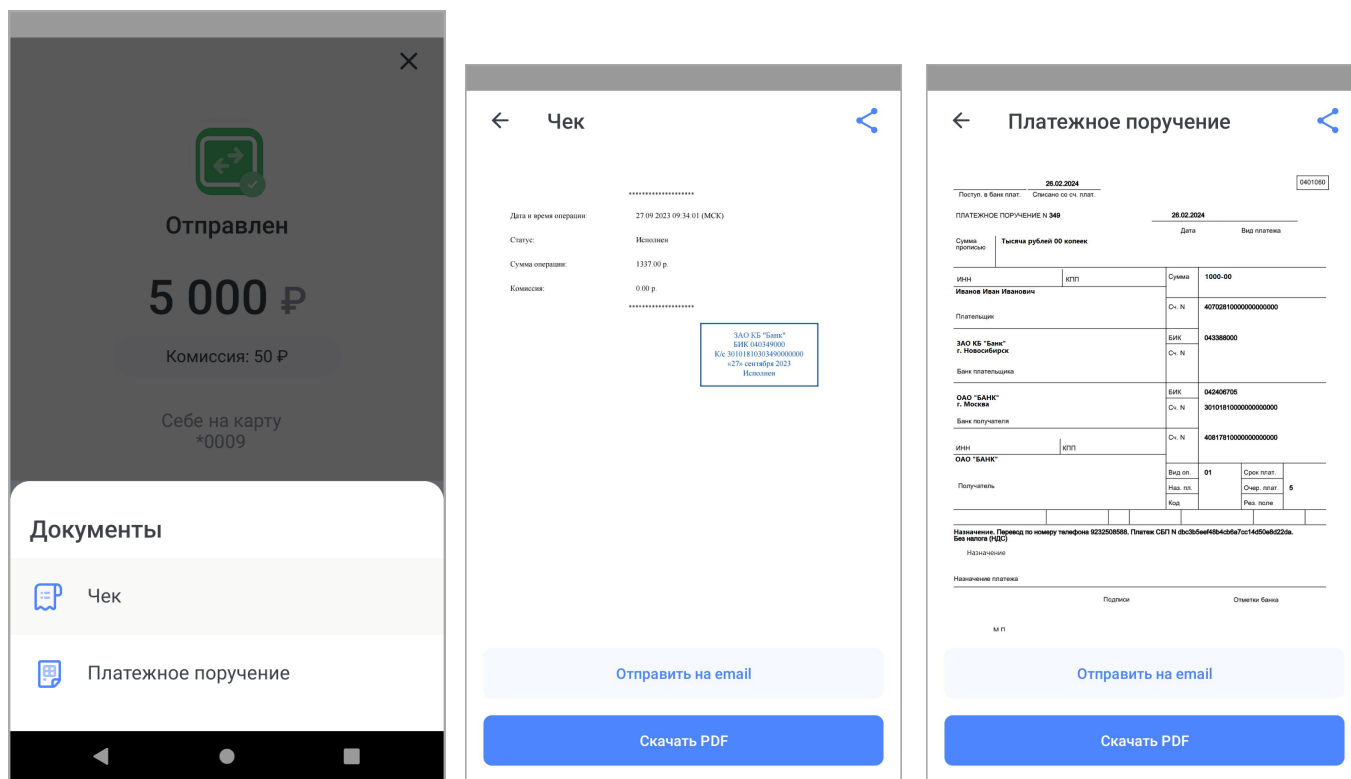 Отправлен
5 000 ₽
Комиссия: 50 ₽
Себе на карту
*0009
Документы
Чек
Платежное поручение
Чек
********************
Дата и время операции: 27.09.2023 09:34:01 (МСК)
Статус: Исполнен
Сумма операции: 1337.00 р.
Комиссия: 0.00 р.
********************
ЗАО КБ "Банк"
БИК 040349000
К/с 30101810303490000000
«27» сентября 2023
Исполнен
Отправить на email
Скачать PDF
Платежное поручение
26.02.2024
0401060
Поступ. в банк плат. Списано со сч. плат.
ПЛАТЕЖНОЕ ПОРУЧЕНИЕ N 349 26.02.2024
Дата Вид платежа
Сумма прописью Тысяча рублей 00 копеек
ИНН КПП Сумма 1000-00
Иванов Иван Иванович
Сч. N 40702810000000000000
Плательщик
ЗАО КБ "Банк" БИК 043388000
г. Новосибирск Сч. N
Банк плательщика
ОАО "БАНК" БИК 042406705
г. Москва Сч. N 30101810000000000000
Банк получателя
Сч. N 40817810000000000000
ИНН КПП
ОАО "БАНК"
Вид оп. 01 Срок плат.
Получатель Наз. пл. Очер. плат. 5
Код Рез. поле
Назначение. Перевод по номеру телефона 9232508588. Платеж СБП N dbc3b5eef48b4cb6a7cc14d50e8d22da.
Без налога (НДС)
Назначение
Назначение платежа
Подписи Отметки банка
М П
Отправить на email
Скачать PDF